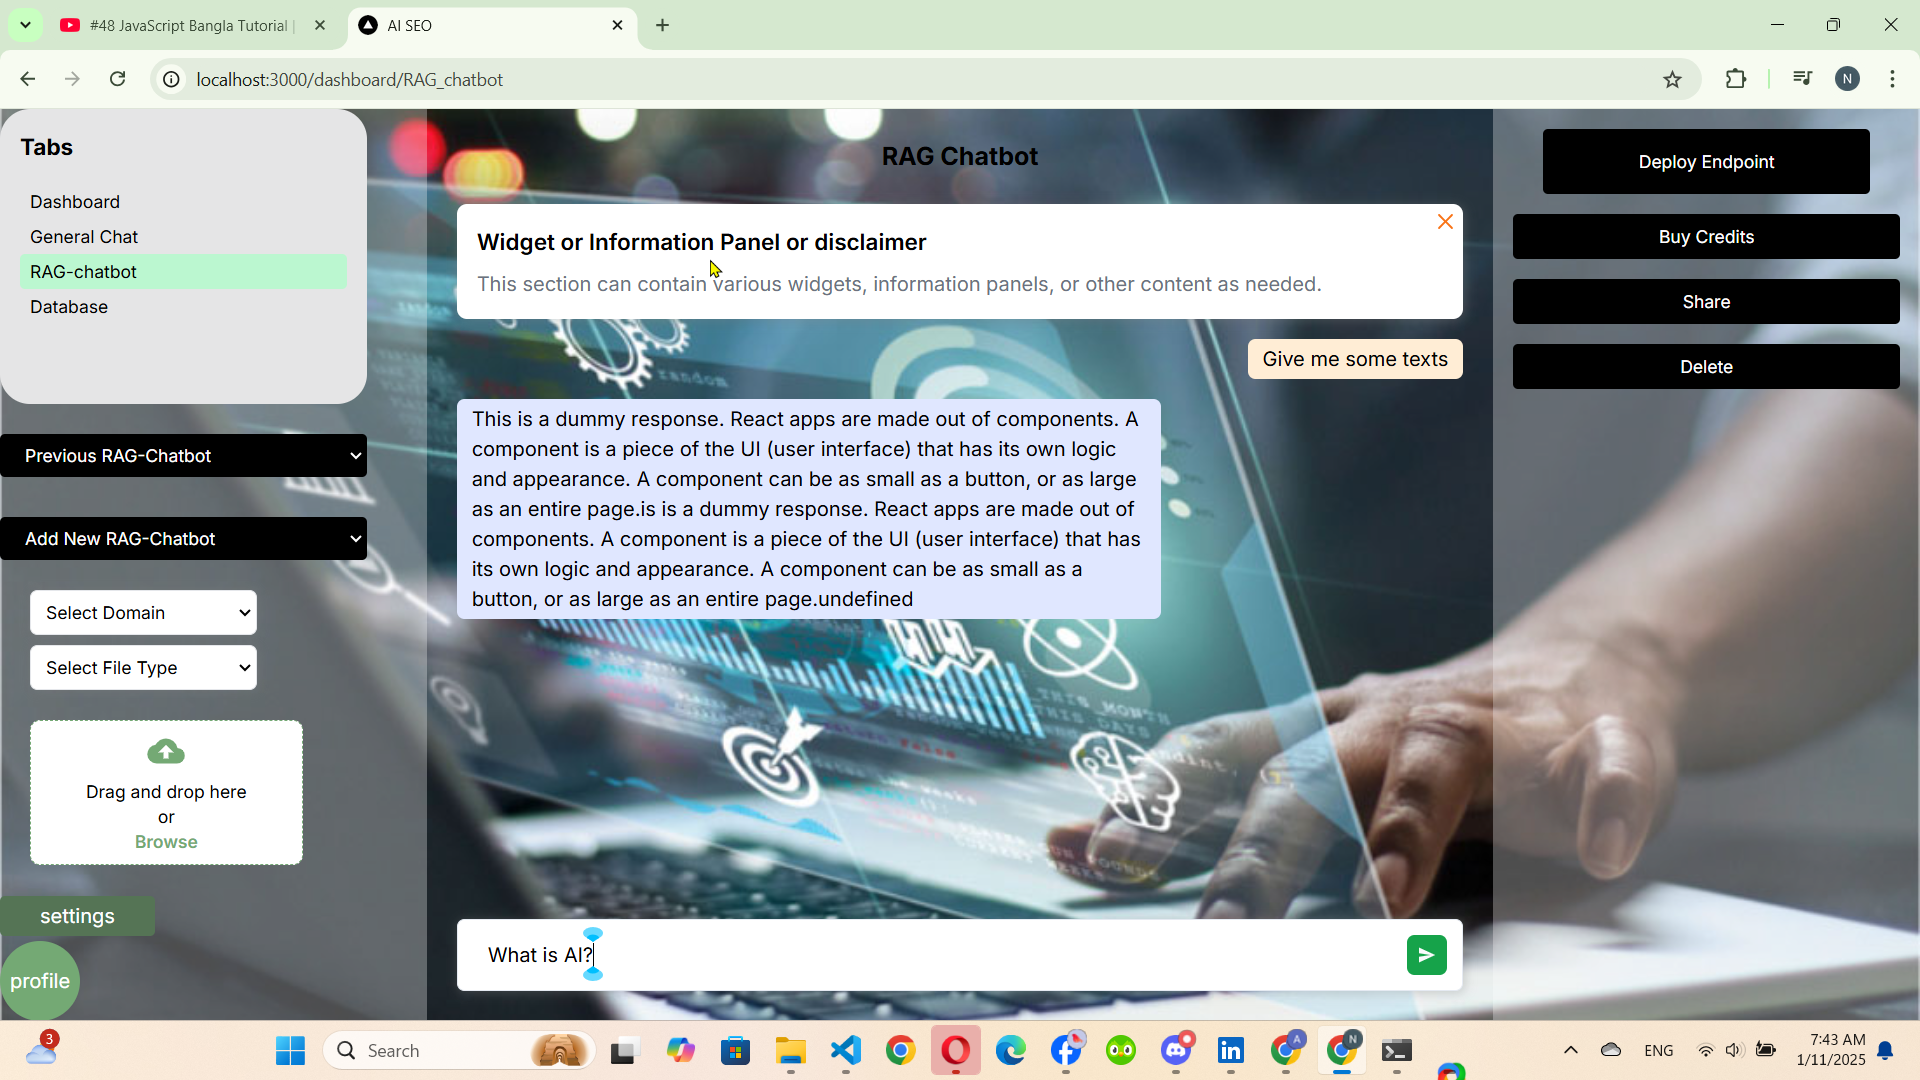 #48 JavaScript Bangla Tutorial |
AI SEO
localhost:3000/dashboard/RAG_chatbot
N
Tabs
Dashboard
General Chat
RAG-chatbot
Database
Previous RAG-Chatbot
Add New RAG-Chatbot
Select Domain
Select File Type
Drag and drop here
or
Browse
settings
profile
RAG Chatbot
Widget or Information Panel or disclaimer
This section can contain various widgets, information panels, or other content as needed.
Give me some texts
This is a dummy response. React apps are made out of components. A
component is a piece of the UI (user interface) that has its own logic
and appearance. A component can be as small as a button, or as large
as an entire page.is is a dummy response. React apps are made out of
components. A component is a piece of the UI (user interface) that has
its own logic and appearance. A component can be as small as a
button, or as large as an entire page.undefined
random
What is AI?
Deploy Endpoint
Buy Credits
Share
Delete
3
Search
A
N
ENG
7:43 AM
1/11/2025